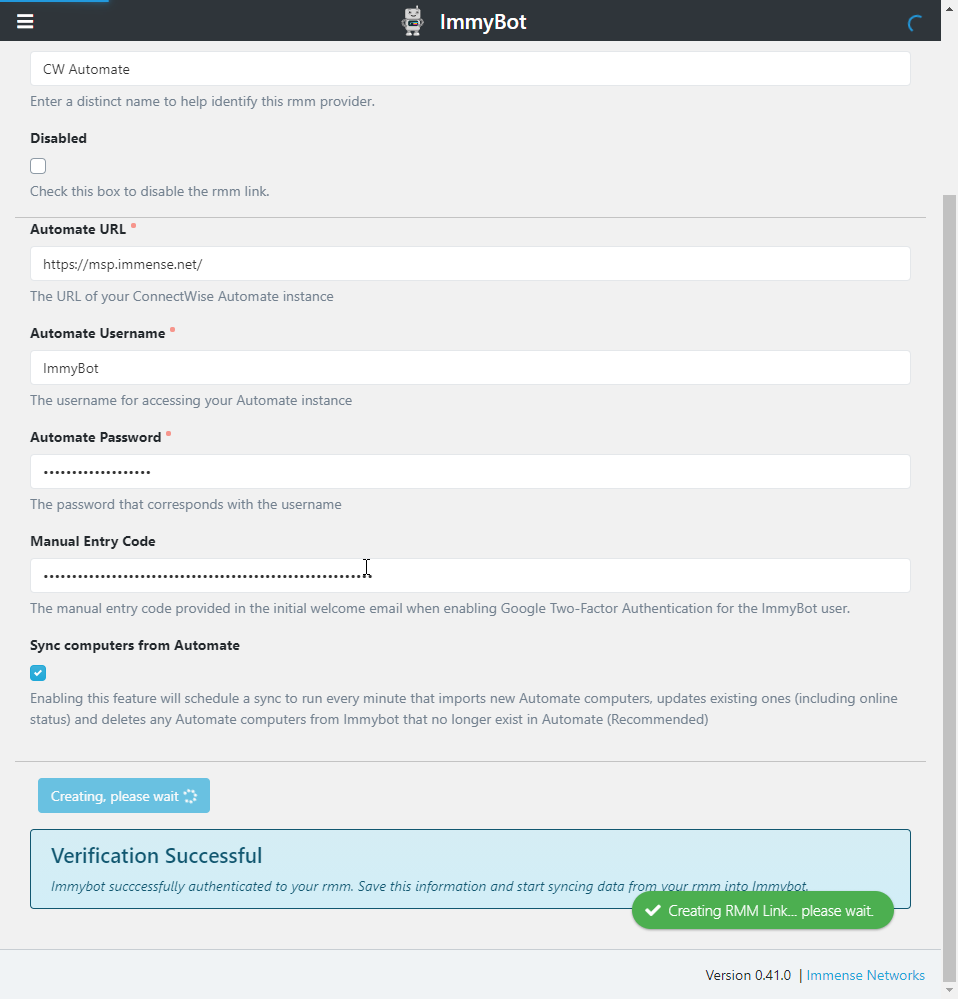 ImmyBot
CW Automate
Enter a distinct name to help identify this rmm provider.
Disabled
Check this box to disable the rmm link.
Automate URL *
https://msp.immense.net/
The URL of your ConnectWise Automate instance
Automate Username *
ImmyBot
The username for accessing your Automate instance
Automate Password *
•••••••••••••••••••
The password that corresponds with the username
Manual Entry Code
The manual entry code provided in the initial welcome email when enabling Google Two-Factor Authentication for the ImmyBot user.
Sync computers from Automate
Enabling this feature will schedule a sync to run every minute that imports new Automate computers, updates existing ones (including online
status) and deletes any Automate computers from Immybot that no longer exist in Automate (Recommended)
Creating, please wait
Verification Successful
Immybot succcessfully authenticated to your rmm. Save this information and start syncing data from your rmm into Immybot.
Creating RMM Link... please wait.
Version 0.41.0 | Immense Networks